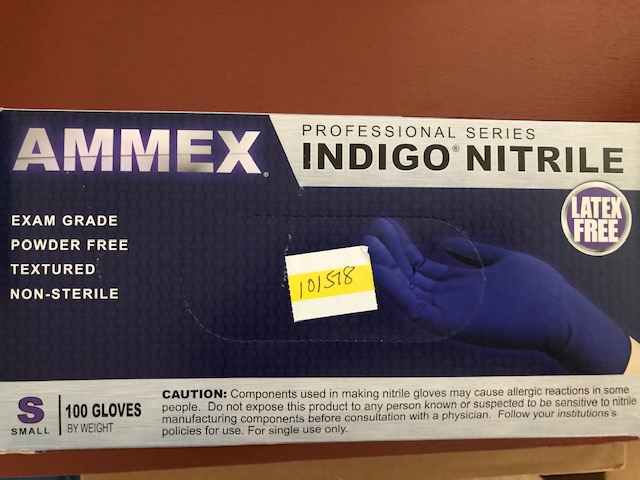 AMMEX®
PROFESSIONAL SERIES
INDIGO® NITRILE
LATEX
FREE
EXAM GRADE
POWDER FREE
TEXTURED
NON-STERILE
101578
S
SMALL
100 GLOVES
BY WEIGHT
CAUTION: Components used in making nitrile gloves may cause allergic reactions in some
people. Do not expose this product to any person known or suspected to be sensitive to nitrile
manufacturing components before consultation with a physician. Follow your institutions's
policies for use. For single use only.